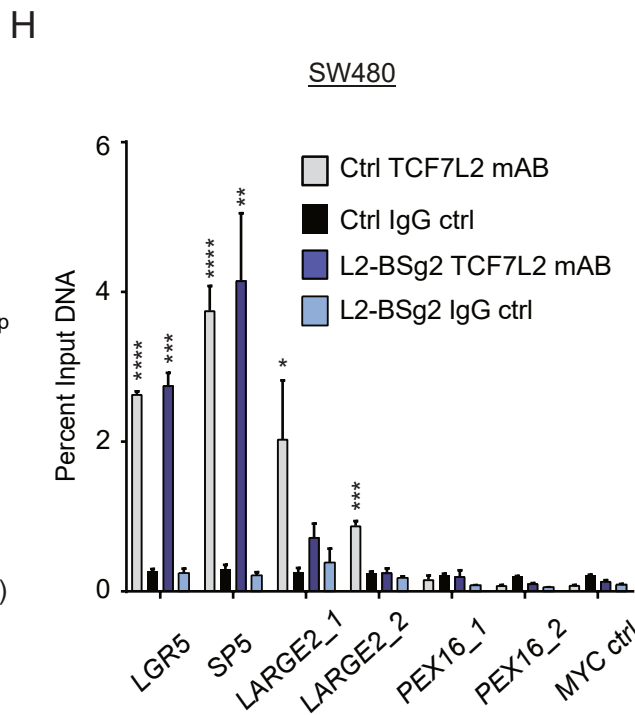 H
SW480
6
Ctrl TCF7L2 mAB
Ctrl IgG ctrl
L2-BSg2 TCF7L2 mAB
L2-BSg2 IgG ctrl
4
2
0
Percent Input DNA
p
)
****
***
****
**
*
***
LGR5
SP5
LARGE2_1
LARGE2_2
PEX16_1
PEX16_2
MYC ctrl